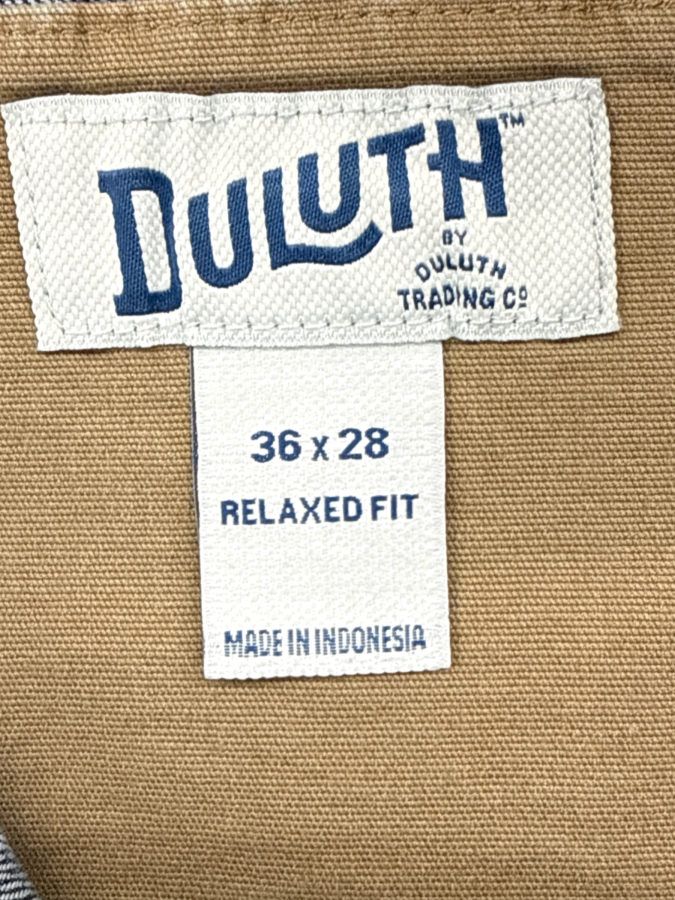 DULUTH™
BY
DULUTH
TRADING Cº
36 x 28
RELAXED FIT
MADE IN INDONESIA